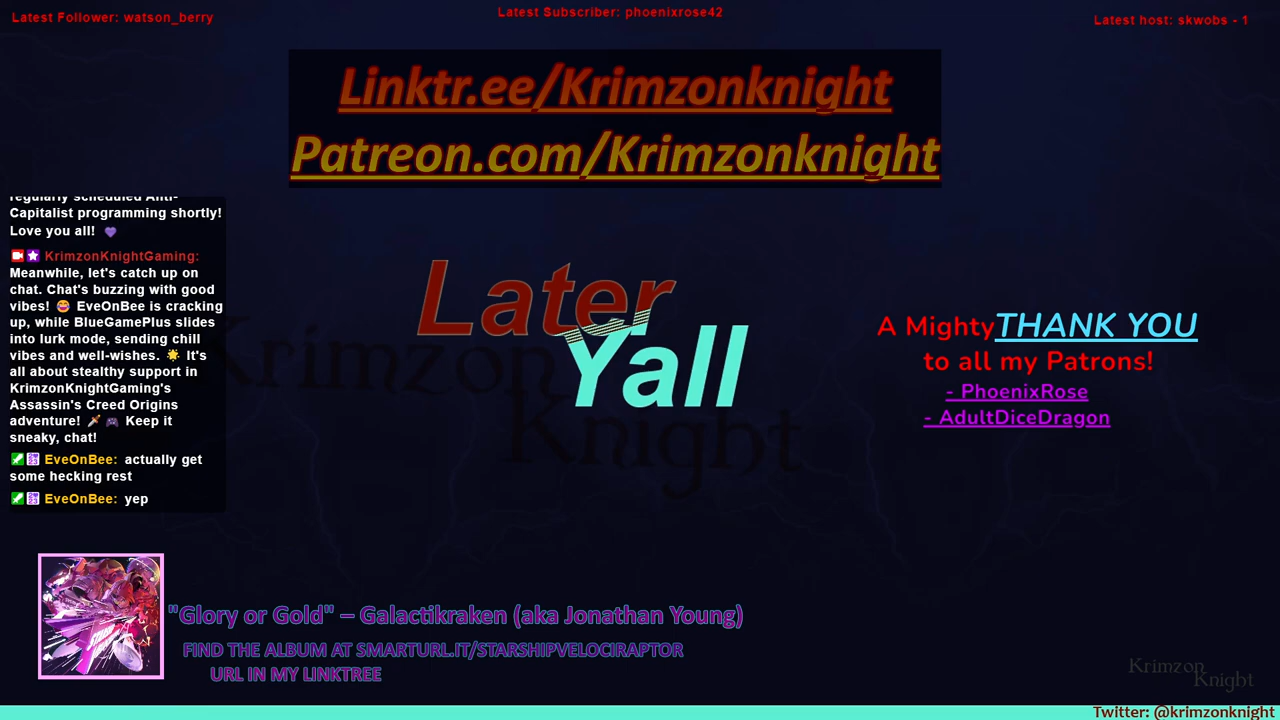 Latest Follower: watson_berry
Latest Subscriber: phoenixrose42
Latest host: skwobs - 1
Linktr.ee/Krimzonknight
Patreon.com/Krimzonknight
regularly scheduled Anti-
Capitalist programming shortly!
Love you all! 💜
KrimzonKnightGaming:
Meanwhile, let's catch up on
chat. Chat's buzzing with good
vibes! 😄 EveOnBee is cracking
up, while BlueGamePlus slides
into lurk mode, sending chill
vibes and well-wishes. 🌟 It's
all about stealthy support in
KrimzonKnightGaming's
Assassin's Creed Origins
adventure! 🗡️ 🎮 Keep it
sneaky, chat!
EveOnBee: actually get
some hecking rest
EveOnBee: yep
Later
Yall
Krimzon
Knight
A Mighty THANK YOU
to all my Patrons!
- PhoenixRose
- AdultDiceDragon
"Glory or Gold" – Galactikraken (aka Jonathan Young)
FIND THE ALBUM AT SMARTURL.IT/STARSHIPVELOCIRAPTOR
URL IN MY LINKTREE
Krimzon
Knight
Twitter: @krimzonknight